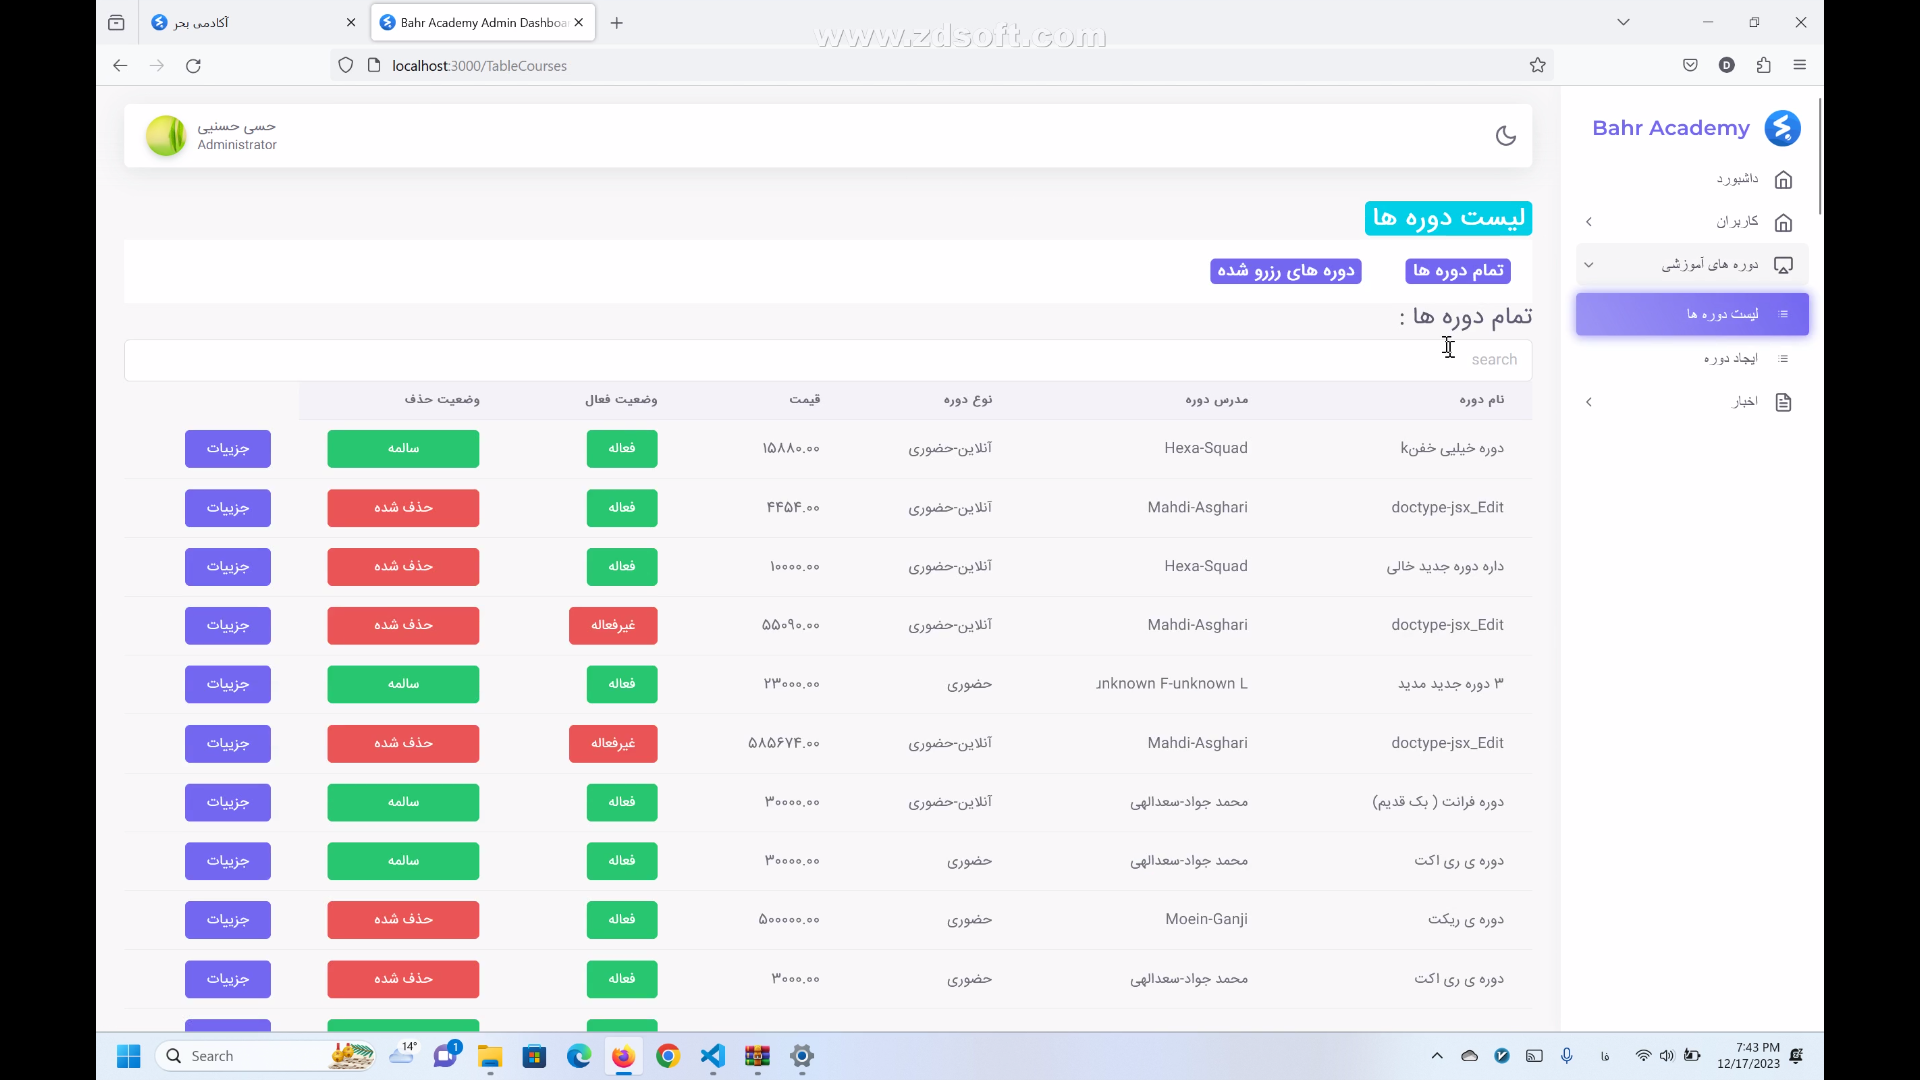 آکادمی بحر
Bahr Academy Admin Dashboa
www.zdsoft.com
localhost:3000/TableCourses
حسی حسنیی
Administrator
Bahr Academy
داشبورد
کاربران
دوره های آموزشی
لیست دوره ها
ایجاد دوره
اخبار
لیست دوره ها
تمام دوره ها دوره های رزرو شده
تمام دوره ها :
search
نام دوره مدرس دوره نوع دوره قیمت وضعیت فعال وضعیت حذف
دوره خیلیی خفنk Hexa-Squad آنلاین-حضوری ۱۵۸۸۰.۰۰ فعاله سالمه جزییات
doctype-jsx_Edit Mahdi-Asghari آنلاین-حضوری ۴۴۵۴.۰۰ فعاله حذف شده جزییات
داره دوره جدید خالی Hexa-Squad آنلاین-حضوری ۱۰۰۰۰.۰۰ فعاله حذف شده جزییات
doctype-jsx_Edit Mahdi-Asghari آنلاین-حضوری ۵۵۰۹۰.۰۰ غیرفعاله حذف شده جزییات
۳ دوره جدید مدید unknown F-unknown L حضوری ۲۳۰۰۰.۰۰ فعاله سالمه جزییات
doctype-jsx_Edit Mahdi-Asghari آنلاین-حضوری ۵۸۵۶۷۴.۰۰ غیرفعاله حذف شده جزییات
دوره فرانت ( بک قدیم) محمد جواد-سعدالهی آنلاین-حضوری ۳۰۰۰۰.۰۰ فعاله سالمه جزییات
دوره ی ری اکت محمد جواد-سعدالهی حضوری ۳۰۰۰۰.۰۰ فعاله سالمه جزییات
دوره ی ریکت Moein-Ganji حضوری ۵۰۰۰۰۰.۰۰ فعاله حذف شده جزییات
دوره ی ری اکت محمد جواد-سعدالهی حضوری ۳۰۰۰.۰۰ فعاله حذف شده جزییات
Search
14°
1
فا
7:43 PM
12/17/2023